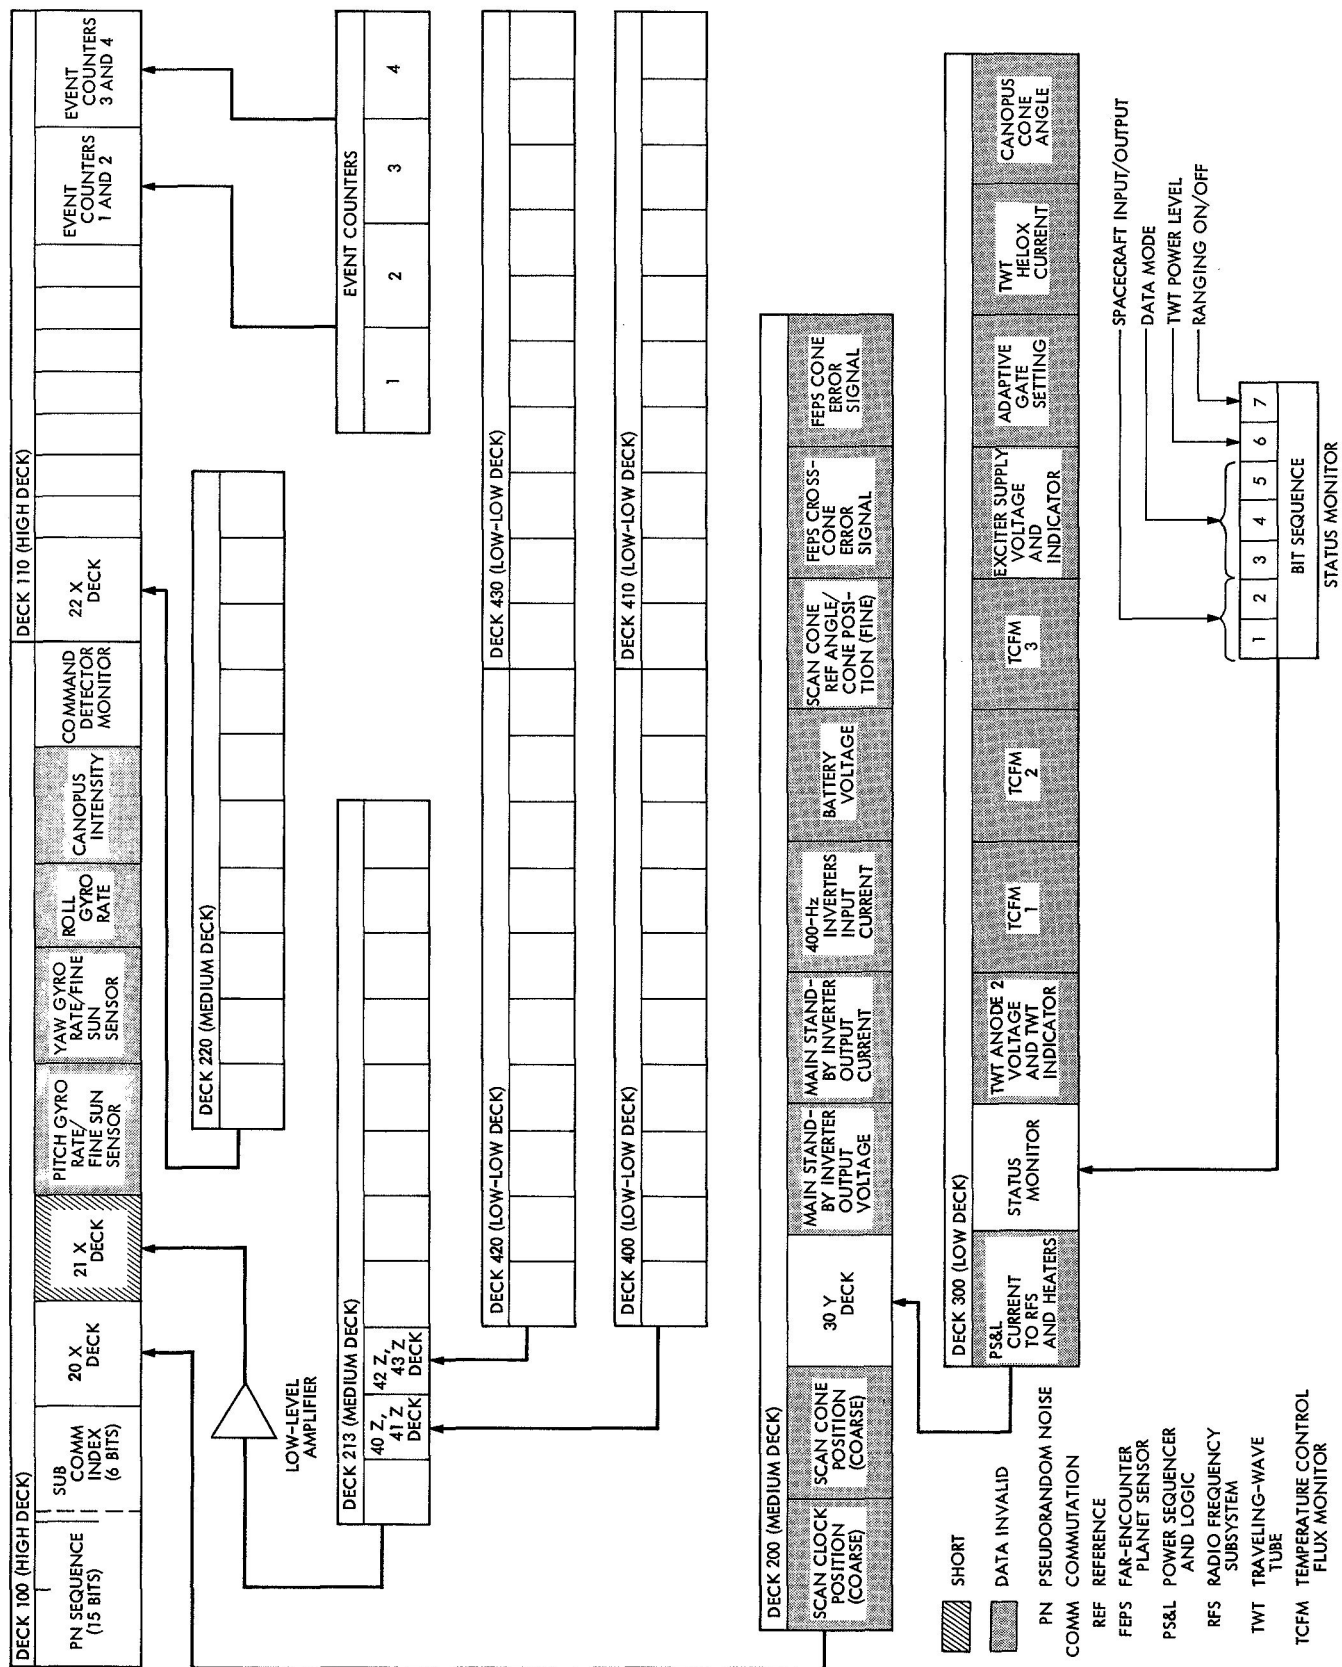 DECK 100 (HIGH DECK)
DECK 110 (HIGH DECK)
PN SEQUENCE
(15 BITS)
SUB
COMM
INDEX
(6 BITS)
20 X
DECK
21 X
DECK
PITCH GYRO
RATE/
FINE SUN
SENSOR
YAW GYRO
RATE/FINE
SUN
SENSOR
ROLL
GYRO
RATE
CANOPUS
INTENSITY
COMMAND
DETECTOR
MONITOR
22 X
DECK
EVENT
COUNTERS
1 AND 2
EVENT
COUNTERS
3 AND 4
DECK 220 (MEDIUM DECK)
LOW-LEVEL
AMPLIFIER
EVENT COUNTERS
1
2
3
4
DECK 213 (MEDIUM DECK)
40 Z,
41 Z
DECK
42 Z,
43 Z
DECK
DECK 420 (LOW-LOW DECK)
DECK 430 (LOW-LOW DECK)
DECK 400 (LOW-LOW DECK)
DECK 410 (LOW-LOW DECK)
DECK 200 (MEDIUM DECK)
SCAN CLOCK
POSITION
(COARSE)
SCAN CONE
POSITION
(COARSE)
30 Y
DECK
MAIN STAND-
BY INVERTER
OUTPUT
VOLTAGE
MAIN STAND-
BY INVERTER
OUTPUT
CURRENT
400-Hz
INVERTERS
INPUT
CURRENT
BATTERY
VOLTAGE
SCAN CONE
REF ANGLE/
CONE POSI-
TION (FINE)
FEPS CROSS-
CONE
ERROR
SIGNAL
FEPS CONE
ERROR
SIGNAL
DECK 300 (LOW DECK)
PS&L
CURRENT
TO RFS
AND HEATERS
STATUS
MONITOR
TWT ANODE 2
VOLTAGE
AND TWT
INDICATOR
TCFM
1
TCFM
2
TCFM
3
EXCITER SUPPLY
VOLTAGE
AND
INDICATOR
ADAPTIVE
GATE
SETTING
TWT
HELOX
CURRENT
CANOPUS
CONE
ANGLE
SPACECRAFT INPUT/OUTPUT
DATA MODE
TWT POWER LEVEL
RANGING ON/OFF
1
2
3
4
5
6
7
BIT SEQUENCE
STATUS MONITOR
SHORT
DATA INVALID
PN PSEUDORANDOM NOISE
COMM COMMUTATION
REF REFERENCE
FEPS FAR-ENCOUNTER
PLANET SENSOR
PS&L POWER SEQUENCER
AND LOGIC
RFS RADIO FREQUENCY
SUBSYSTEM
TWT TRAVELING-WAVE
TUBE
TCFM TEMPERATURE CONTROL
FLUX MONITOR